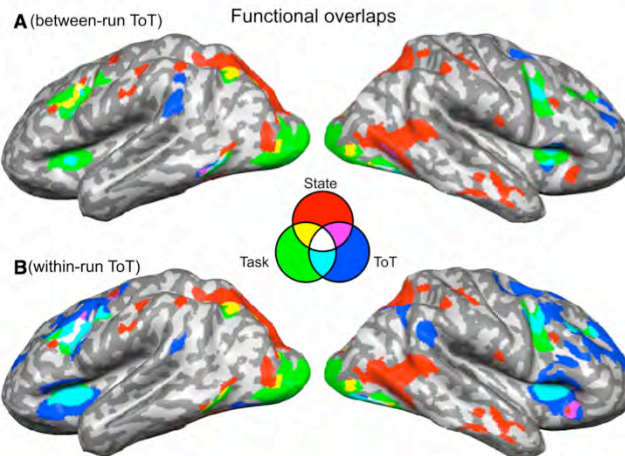 Functional overlaps
A (between-run ToT)
State
Task
ToT
B (within-run ToT)